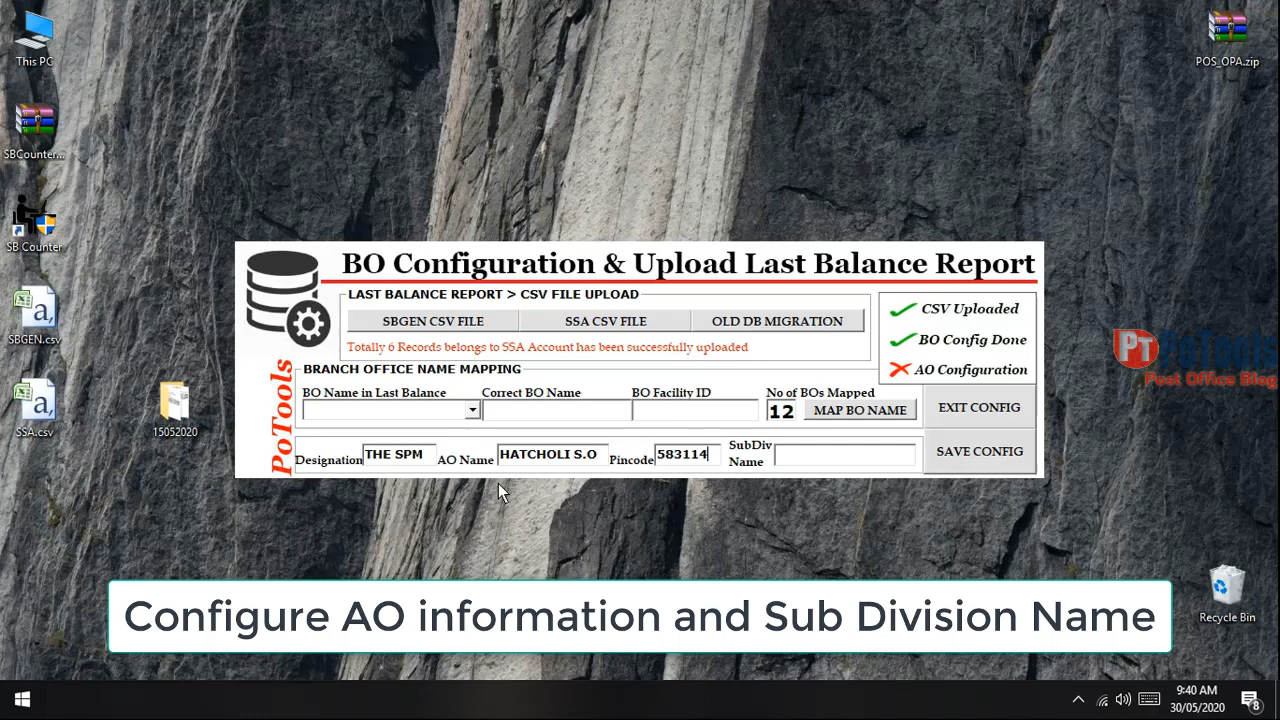 This PC
POS_OPA.zip
SBCounter...
SB Counter
SBGEN.csv
SSA.csv
15052020
BO Configuration & Upload Last Balance Report
LAST BALANCE REPORT > CSV FILE UPLOAD
SBGEN CSV FILE
SSA CSV FILE
OLD DB MIGRATION
Totally 6 Records belongs to SSA Account has been successfully uploaded
CSV Uploaded
BO Config Done
AO Configuration
PoTools
BRANCH OFFICE NAME MAPPING
BO Name in Last Balance
Correct BO Name
BO Facility ID
No of BOs Mapped
12
MAP BO NAME
EXIT CONFIG
Designation
THE SPM
AO Name
HATCHOLI S.O
Pincode
583114
SubDiv
Name
SAVE CONFIG
PT PoTools
Post Office Blog
Configure AO information and Sub Division Name
Recycle Bin
9:40 AM
30/05/2020
8